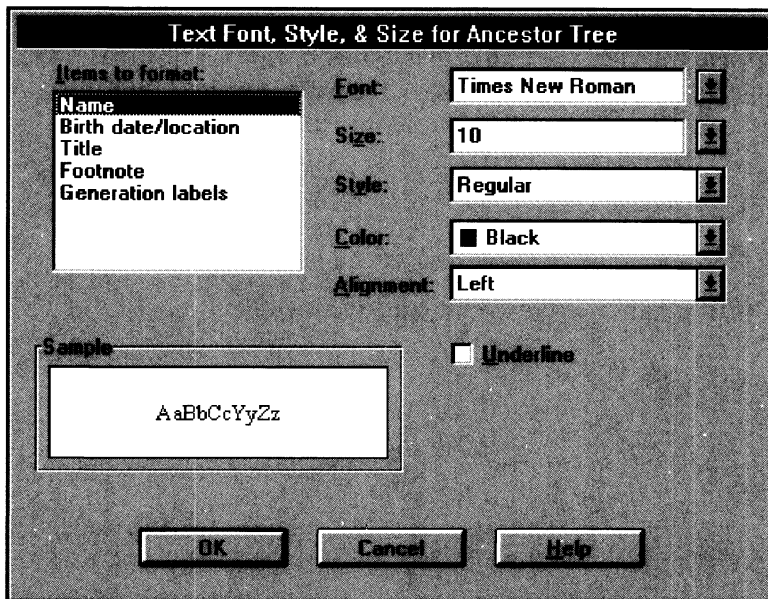 Text Font, Style, & Size for Ancestor Tree
Items to format:
Name
Birth date/location
Title
Footnote
Generation labels
Font: Times New Roman
Size: 10
Style: Regular
Color: Black
Alignment: Left
Sample
AaBbCcYyZz
Underline
OK Cancel Help